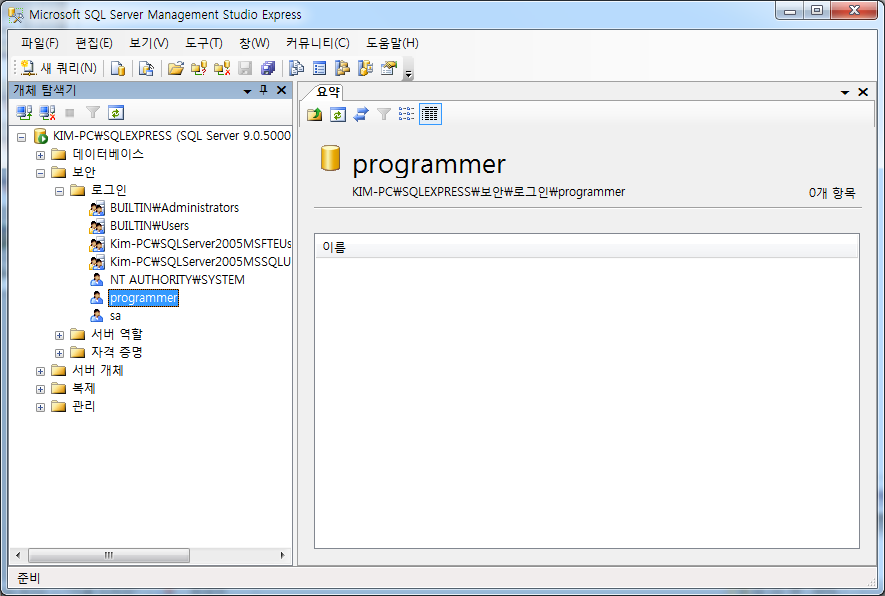 Microsoft SQL Server Management Studio Express
파일(F) 편집(E) 보기(V) 도구(T) 창(W) 커뮤니티(C) 도움말(H)
새 쿼리(N)
개체 탐색기
KIM-PC₩SQLEXPRESS (SQL Server 9.0.5000
데이터베이스
보안
로그인
BUILTIN₩Administrators
BUILTIN₩Users
Kim-PC₩SQLServer2005MSFTEUs
Kim-PC₩SQLServer2005MSSQLU
NT AUTHORITY₩SYSTEM
programmer
sa
서버 역할
자격 증명
서버 개체
복제
관리
요약
programmer
KIM-PC₩SQLEXPRESS₩보안₩로그인₩programmer
0개 항목
이름
준비